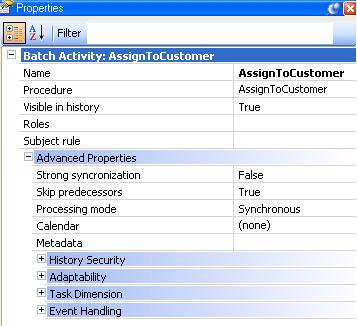 Properties
Filter
Batch Activity: AssignToCustomer
Name AssignToCustomer
Procedure AssignToCustomer
Visible in history True
Roles
Subject rule
Advanced Properties
Strong syncronization False
Skip predecessors True
Processing mode Synchronous
Calendar (none)
Metadata
History Security
Adaptability
Task Dimension
Event Handling